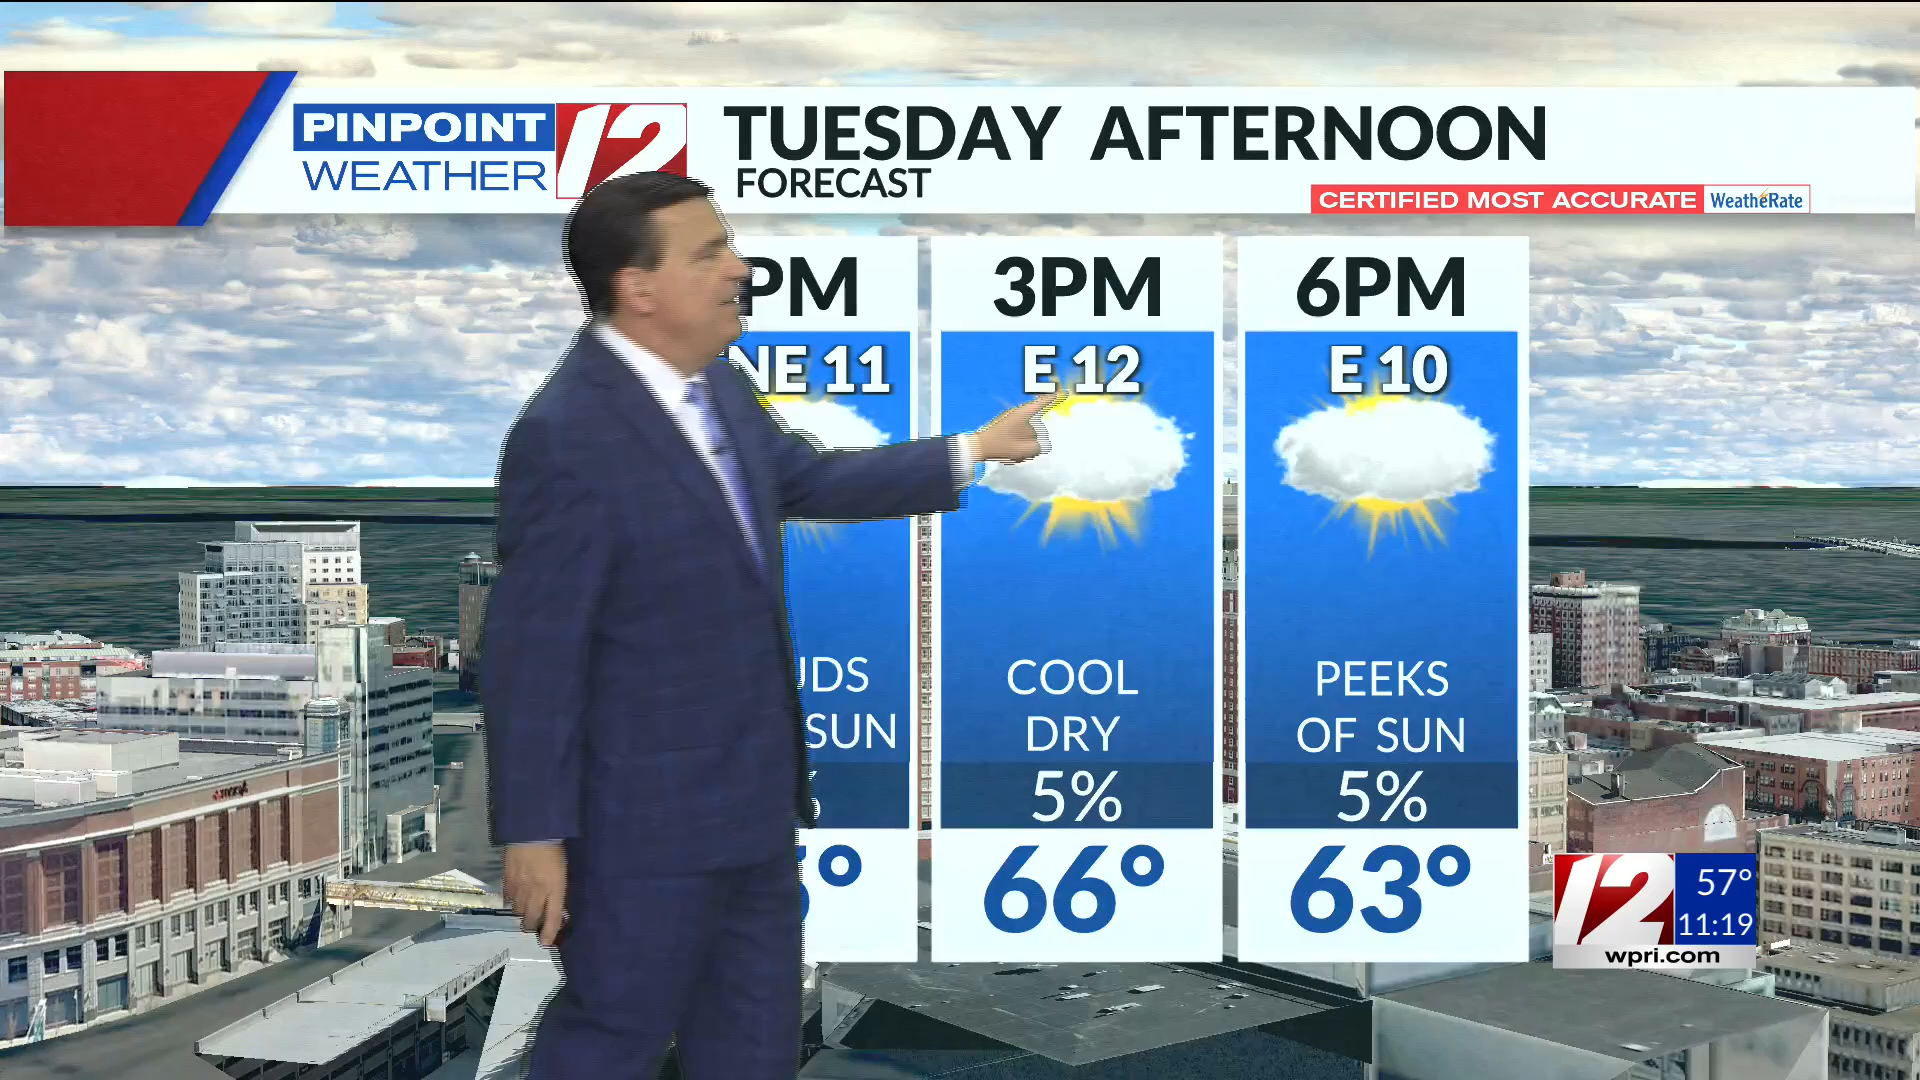 PINPOINT
WEATHER
12
TUESDAY AFTERNOON
FORECAST
CERTIFIED MOST ACCURATE WeatheRate
PM
NE 11
SUN
3PM
E 12
COOL
DRY
5%
66°
6PM
E 10
PEEKS
OF SUN
5%
63°
12
57°
11:19
wpri.com